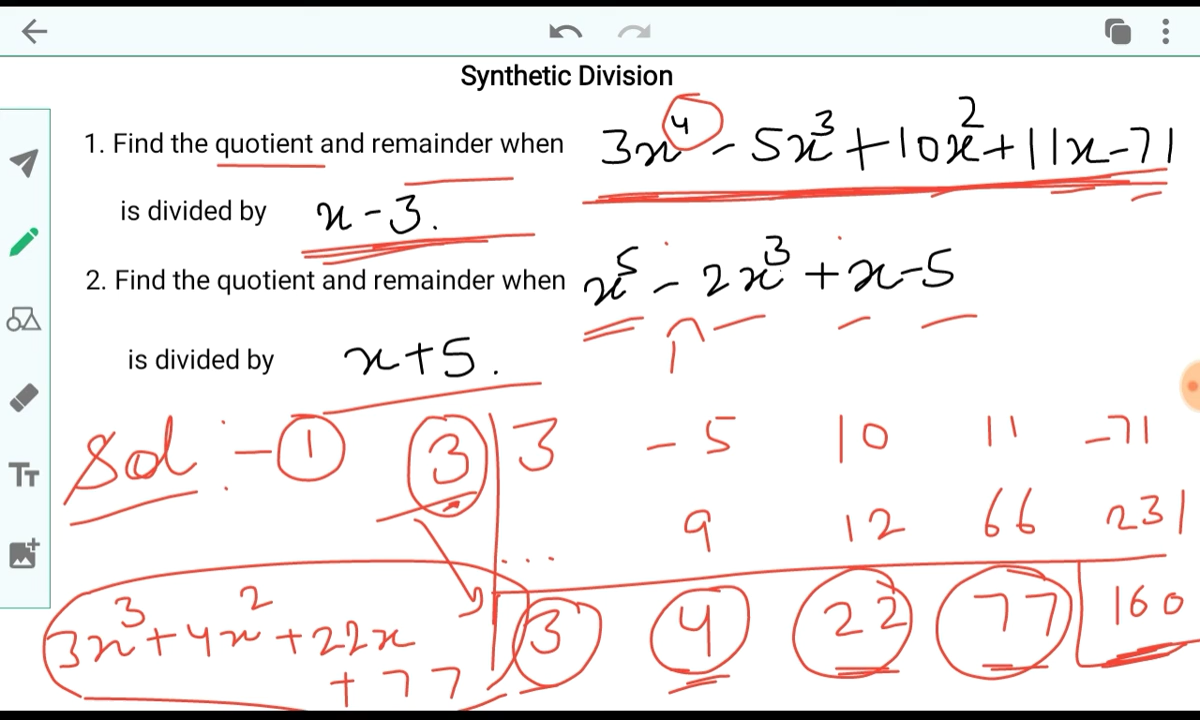 Synthetic Division
1. Find the quotient and remainder when 3x⁴ - 5x³ + 10x² + 11x - 71
is divided by x - 3.
2. Find the quotient and remainder when x⁵ - 2x³ + x - 5
is divided by x + 5.
Sol :- ① 3 | 3 -5 10 11 -71
... 9 12 66 231
3 4 22 77 160
3x³ + 4x² + 22x
+ 77
TT